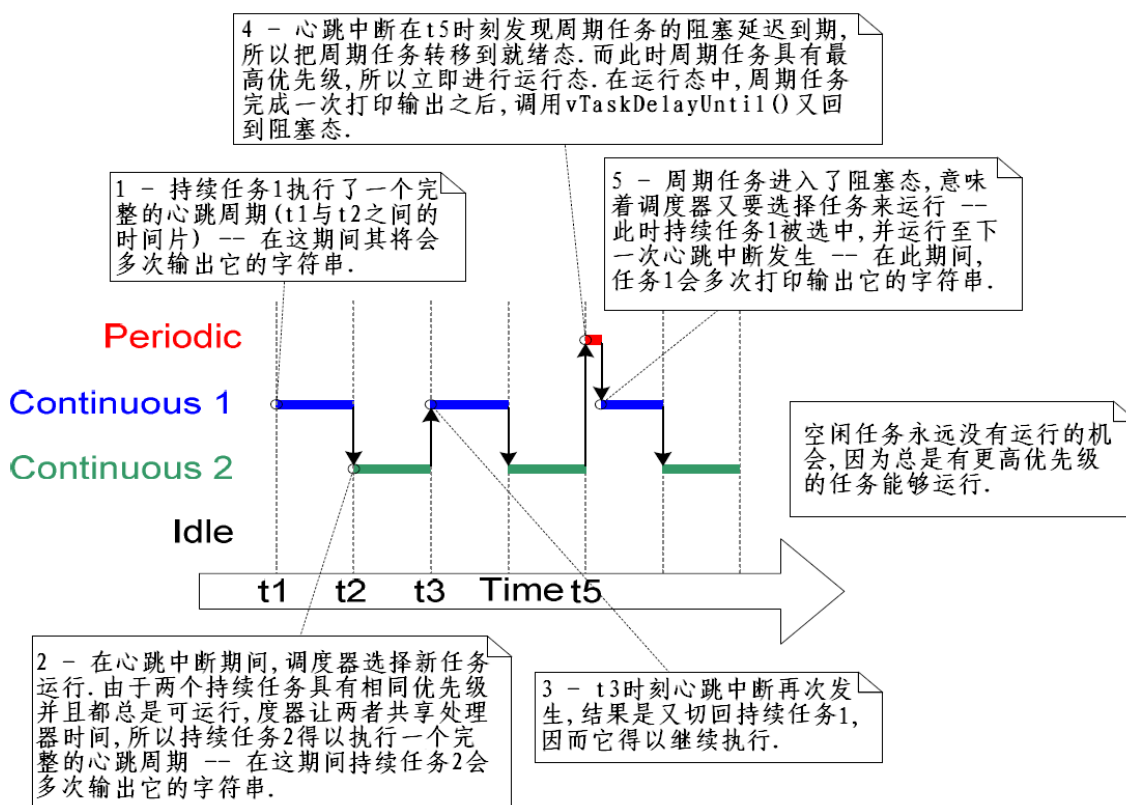 4 - 心跳中断在t5时刻发现周期任务的阻塞延迟到期,
所以把周期任务转移到就绪态.而此时周期任务具有最
高优先级,所以立即进行运行态.在运行态中,周期任务
完成一次打印输出之后,调用vTaskDelayUntil()又回
到阻塞态.
1 - 持续任务1执行了一个完
整的心跳周期(t1与t2之间的
时间片) -- 在这期间其将会
多次输出它的字符串.
5 - 周期任务进入了阻塞态,意味
着调度器又要选择任务来运行 --
此时持续任务1被选中,并运行至下
一次心跳中断发生 -- 在此期间,
任务1会多次打印输出它的字符串.
Periodic
Continuous 1
Continuous 2
Idle
空闲任务永远没有运行的机
会,因为总是有更高优先级
的任务能够运行.
t1 t2 t3 Time t5
2 - 在心跳中断期间,调度器选择新任务
运行.由于两个持续任务具有相同优先级
并且都总是可运行,度器让两者共享处理
器时间,所以持续任务2得以执行一个完
整的心跳周期 -- 在这期间持续任务2会
多次输出它的字符串.
3 - t3时刻心跳中断再次发
生,结果是又切回持续任务1,
因而它得以继续执行.